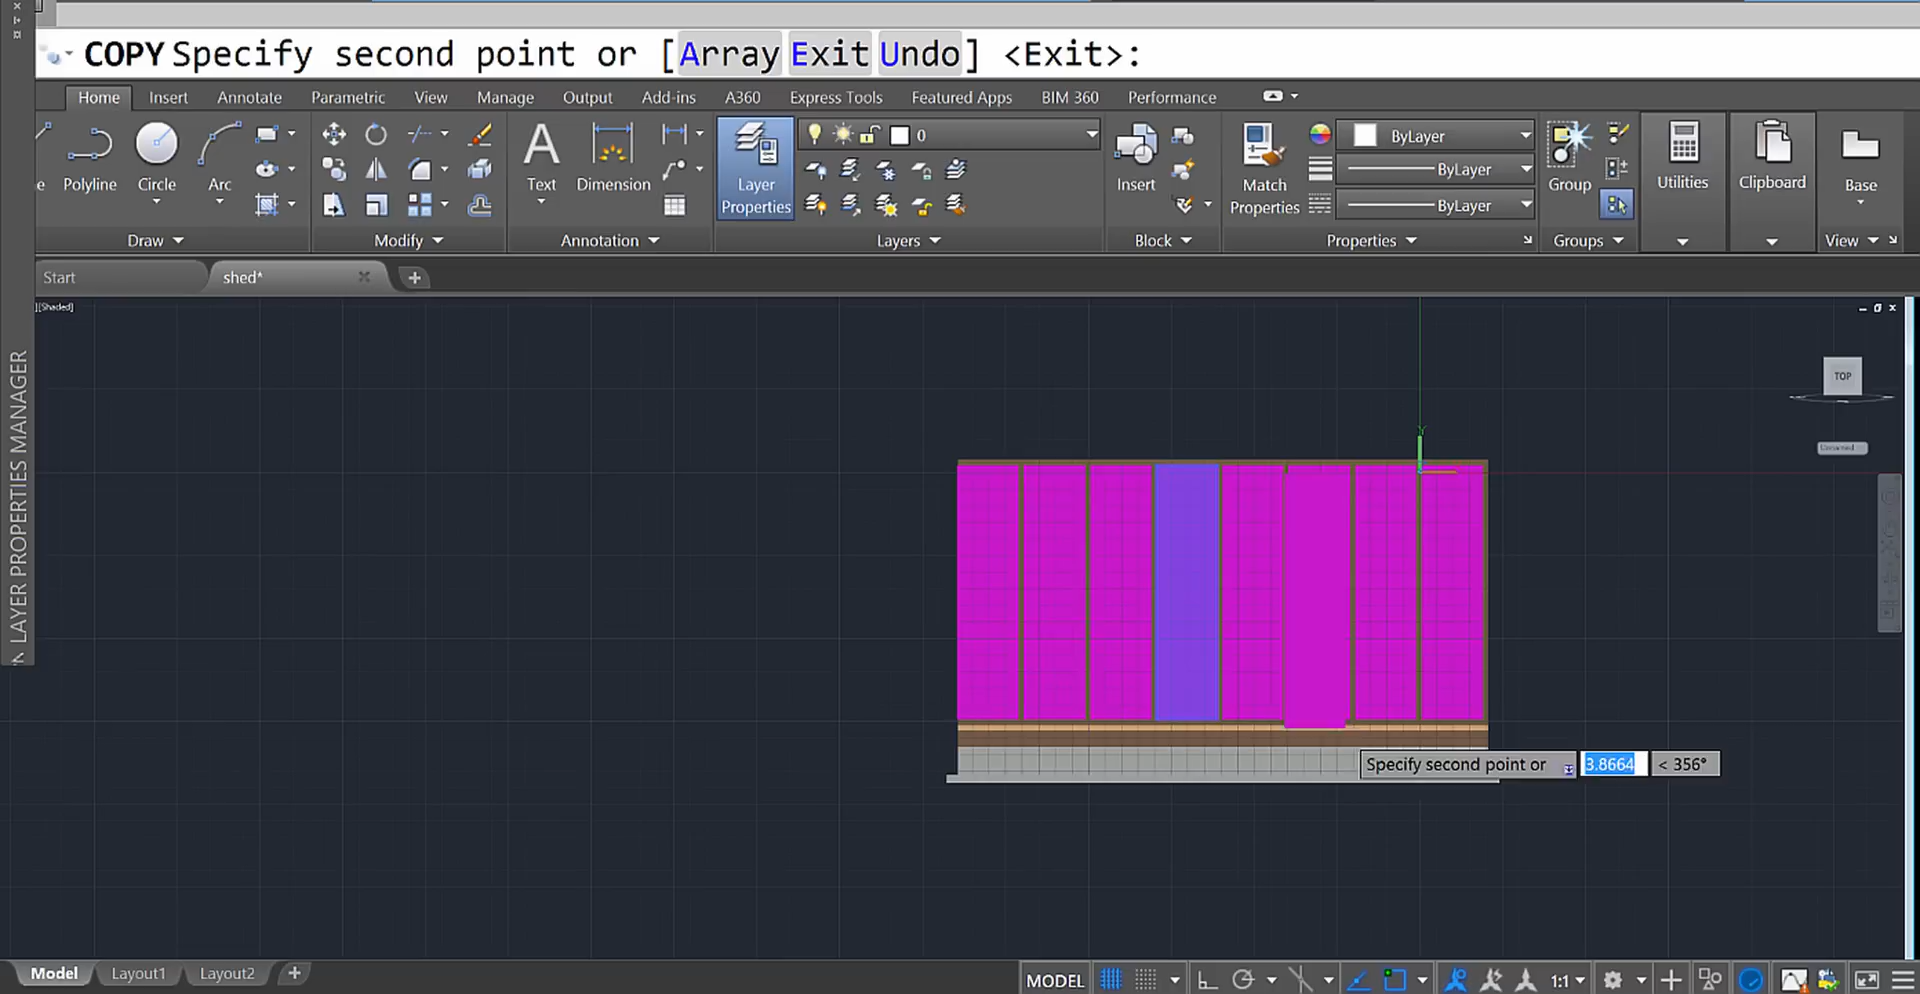 COPY Specify second point or [Array Exit Undo] <Exit>:
Home Insert Annotate Parametric View Manage Output Add-ins A360 Express Tools Featured Apps BIM 360 Performance
Polyline Circle Arc Text Dimension Layer Properties 0 Insert Match Properties ByLayer ByLayer ByLayer Group Utilities Clipboard Base
Draw Modify Annotation Layers Block Properties Groups View
Start shed*
[Shaded]
TOP
Unnamed
Y
LAYER PROPERTIES MANAGER
Specify second point or 3.8664 < 356°
Model Layout1 Layout2 MODEL 1:1